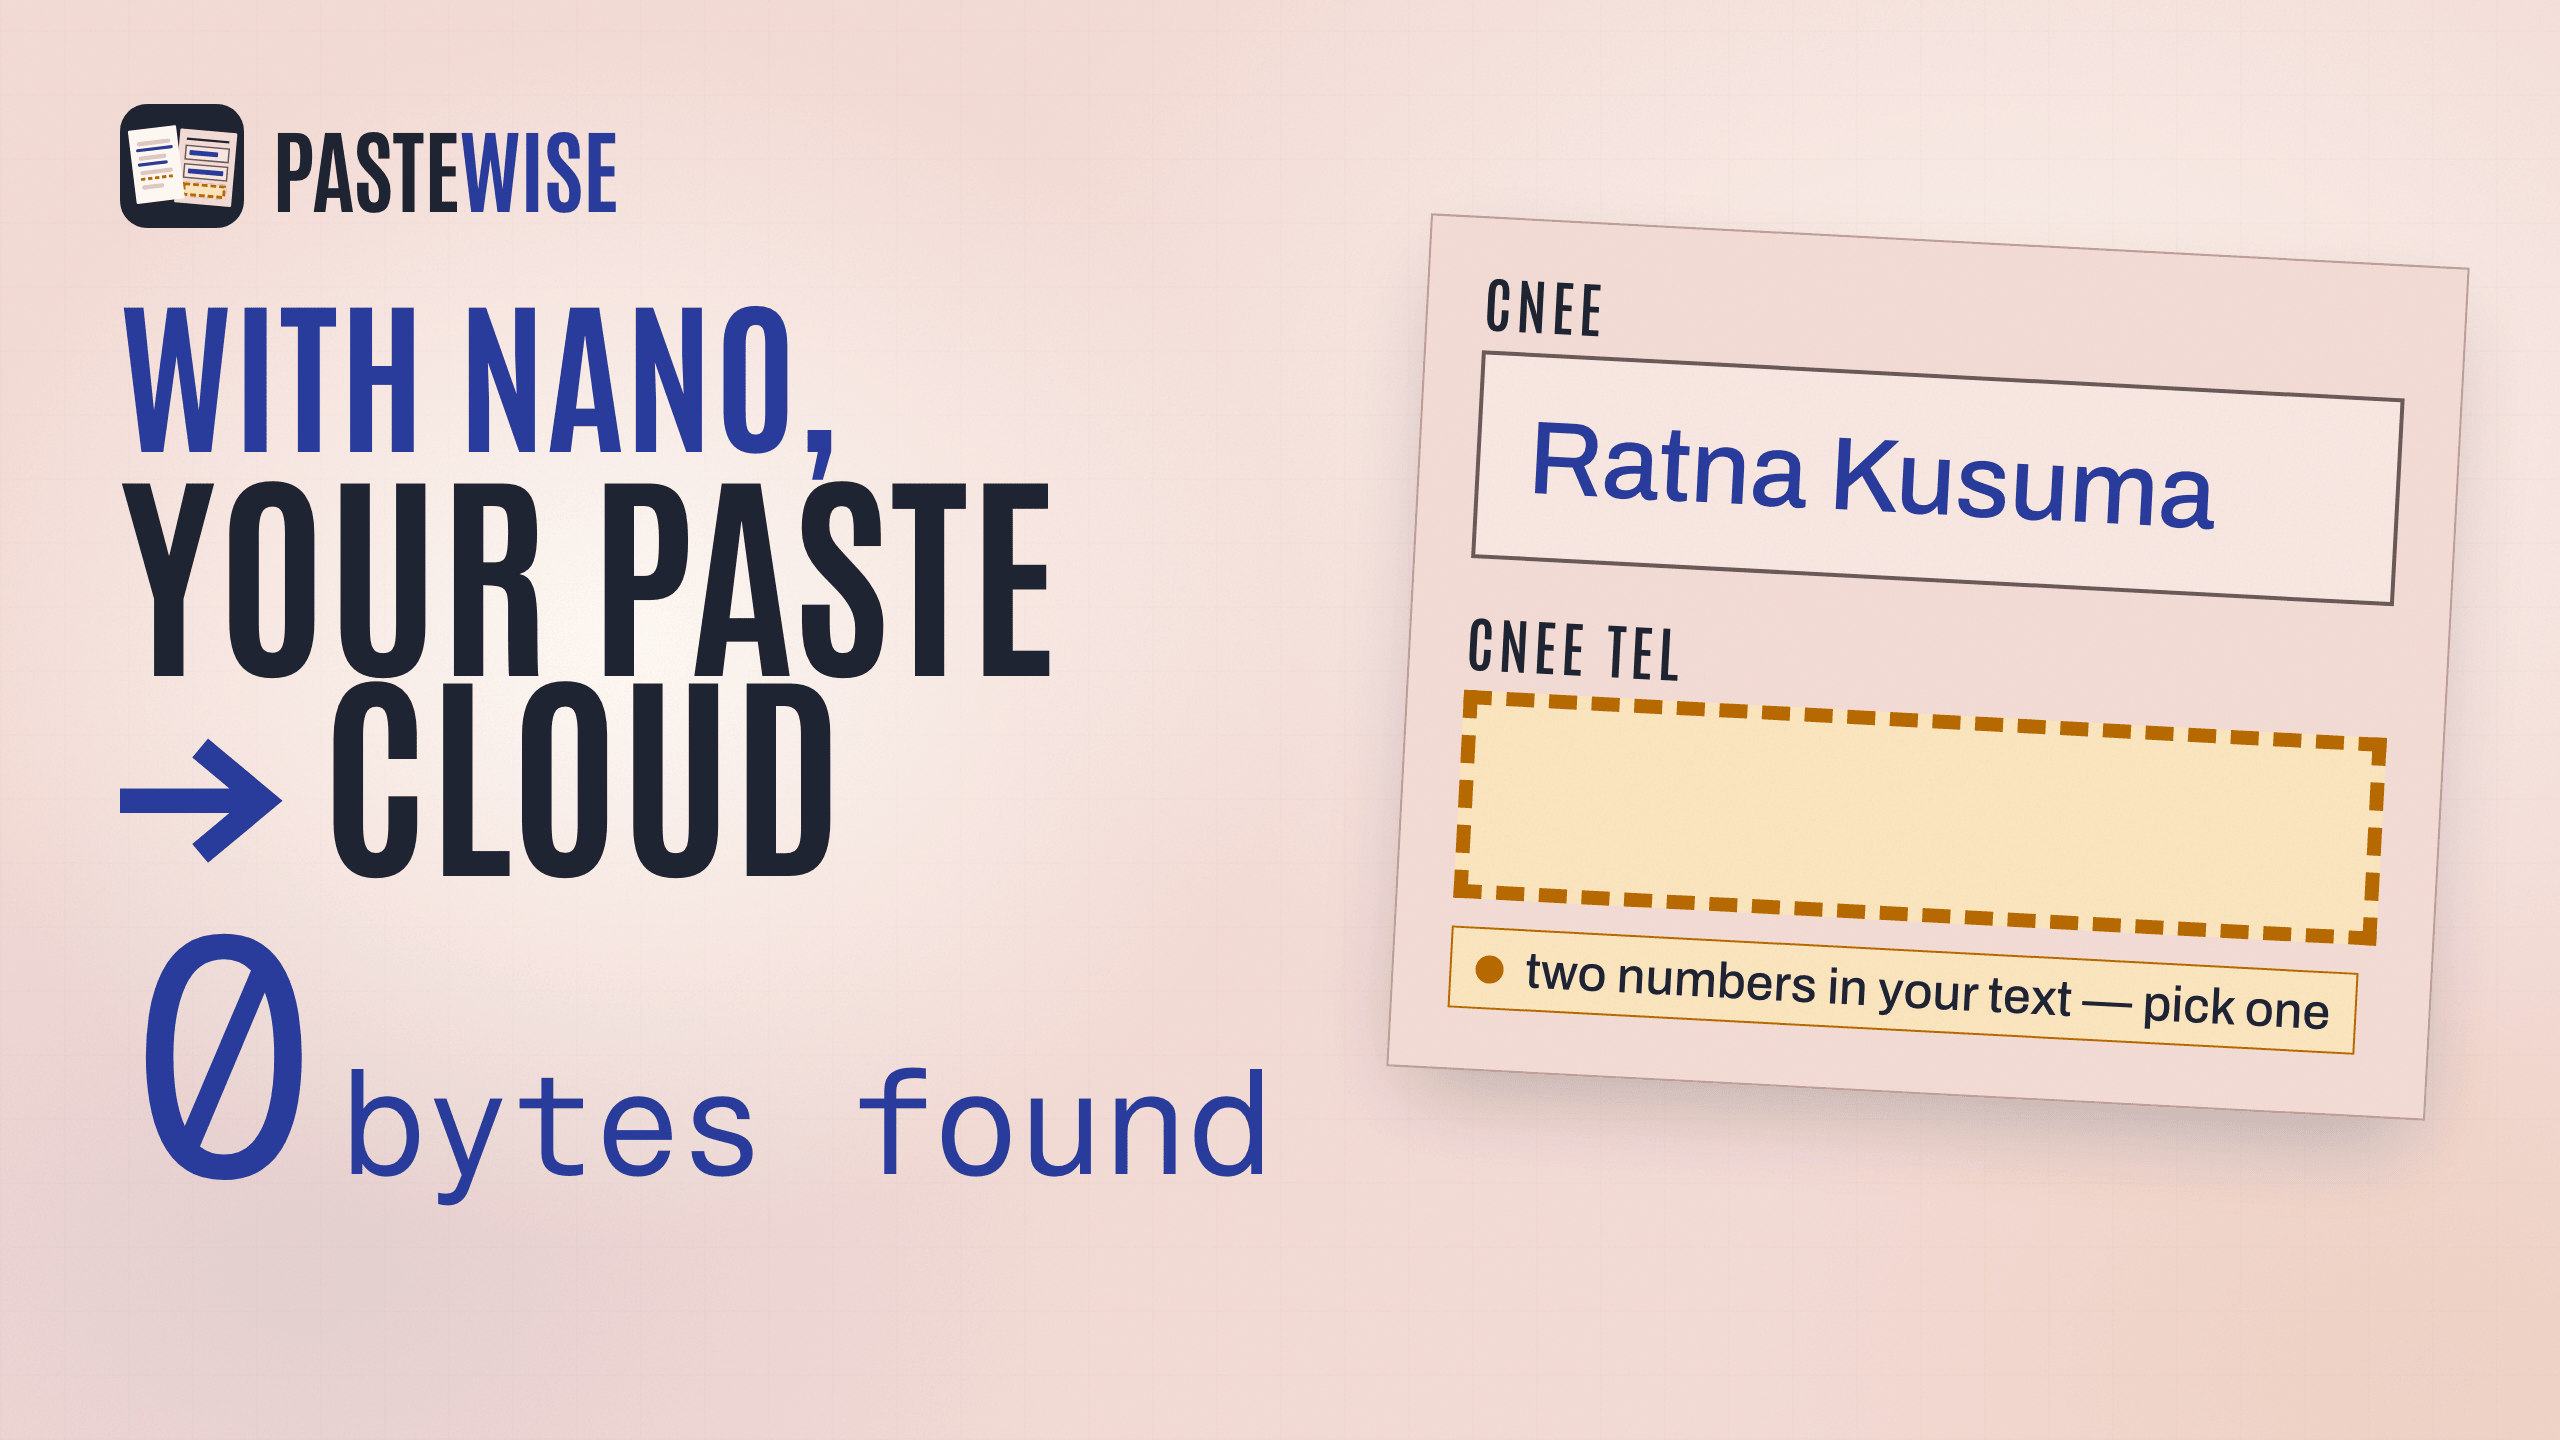 PASTEWISE
WITH NANO,
YOUR PASTE
→ CLOUD
0 bytes found
CNEE
Ratna Kusuma
CNEE TEL
two numbers in your text — pick one